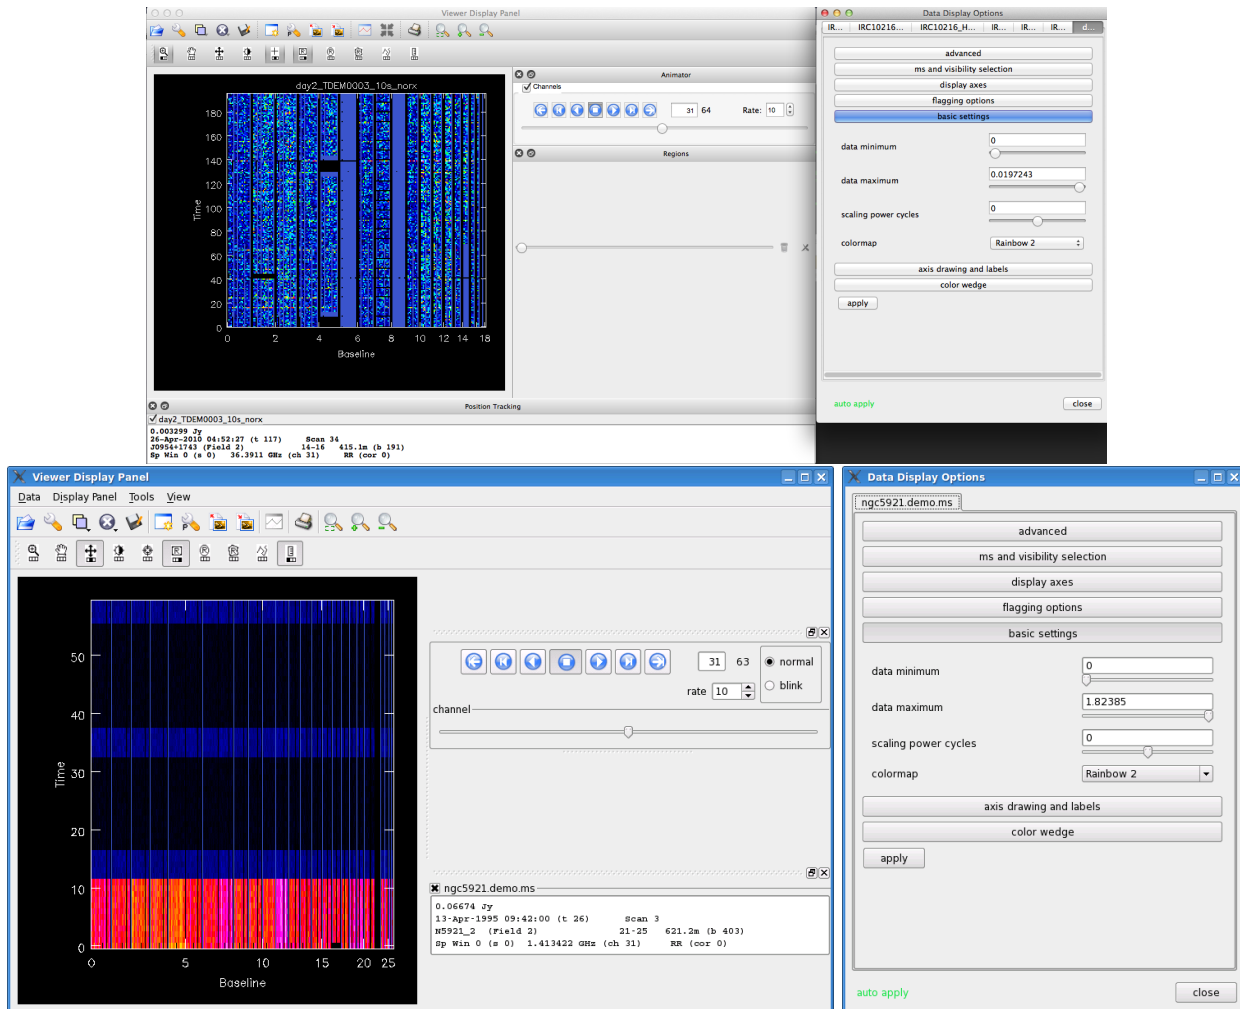 Viewer Display Panel
Data Display Options
IR... IRC10216... IRC10216_H... IR... IR... IR... d...
advanced
ms and visibility selection
display axes
flagging options
basic settings
data minimum 0
data maximum 0.0197243
scaling power cycles 0
colormap Rainbow 2
axis drawing and labels
color wedge
apply
auto apply close
Animator
Channels
31 64 Rate: 10
Regions
day2_TDEM0003_10s_norx
180
160
140
120
100
80
60
40
20
0
Time
0 2 4 6 8 10 12 14 18
Baseline
Position Tracking
day2_TDEM0003_10s_norx
0.003299 Jy
26-Apr-2010 04:52:27 (t 117) Scan 34
J0954+1743 (Field 2) 14-16 415.1m (b 191)
Sp Win 0 (s 0) 36.3911 GHz (ch 31) RR (cor 0)
Viewer Display Panel
Data Display Panel Tools View
50
40
30
20
10
0
Time
0 5 10 15 20 25
Baseline
31 63 normal
rate 10 blink
channel
ngc5921.demo.ms
0.06674 Jy
13-Apr-1995 09:42:00 (t 26) Scan 3
N5921_2 (Field 2) 21-25 621.2m (b 403)
Sp Win 0 (s 0) 1.413422 GHz (ch 31) RR (cor 0)
Data Display Options
ngc5921.demo.ms
advanced
ms and visibility selection
display axes
flagging options
basic settings
data minimum 0
data maximum 1.82385
scaling power cycles 0
colormap Rainbow 2
axis drawing and labels
color wedge
apply
auto apply close